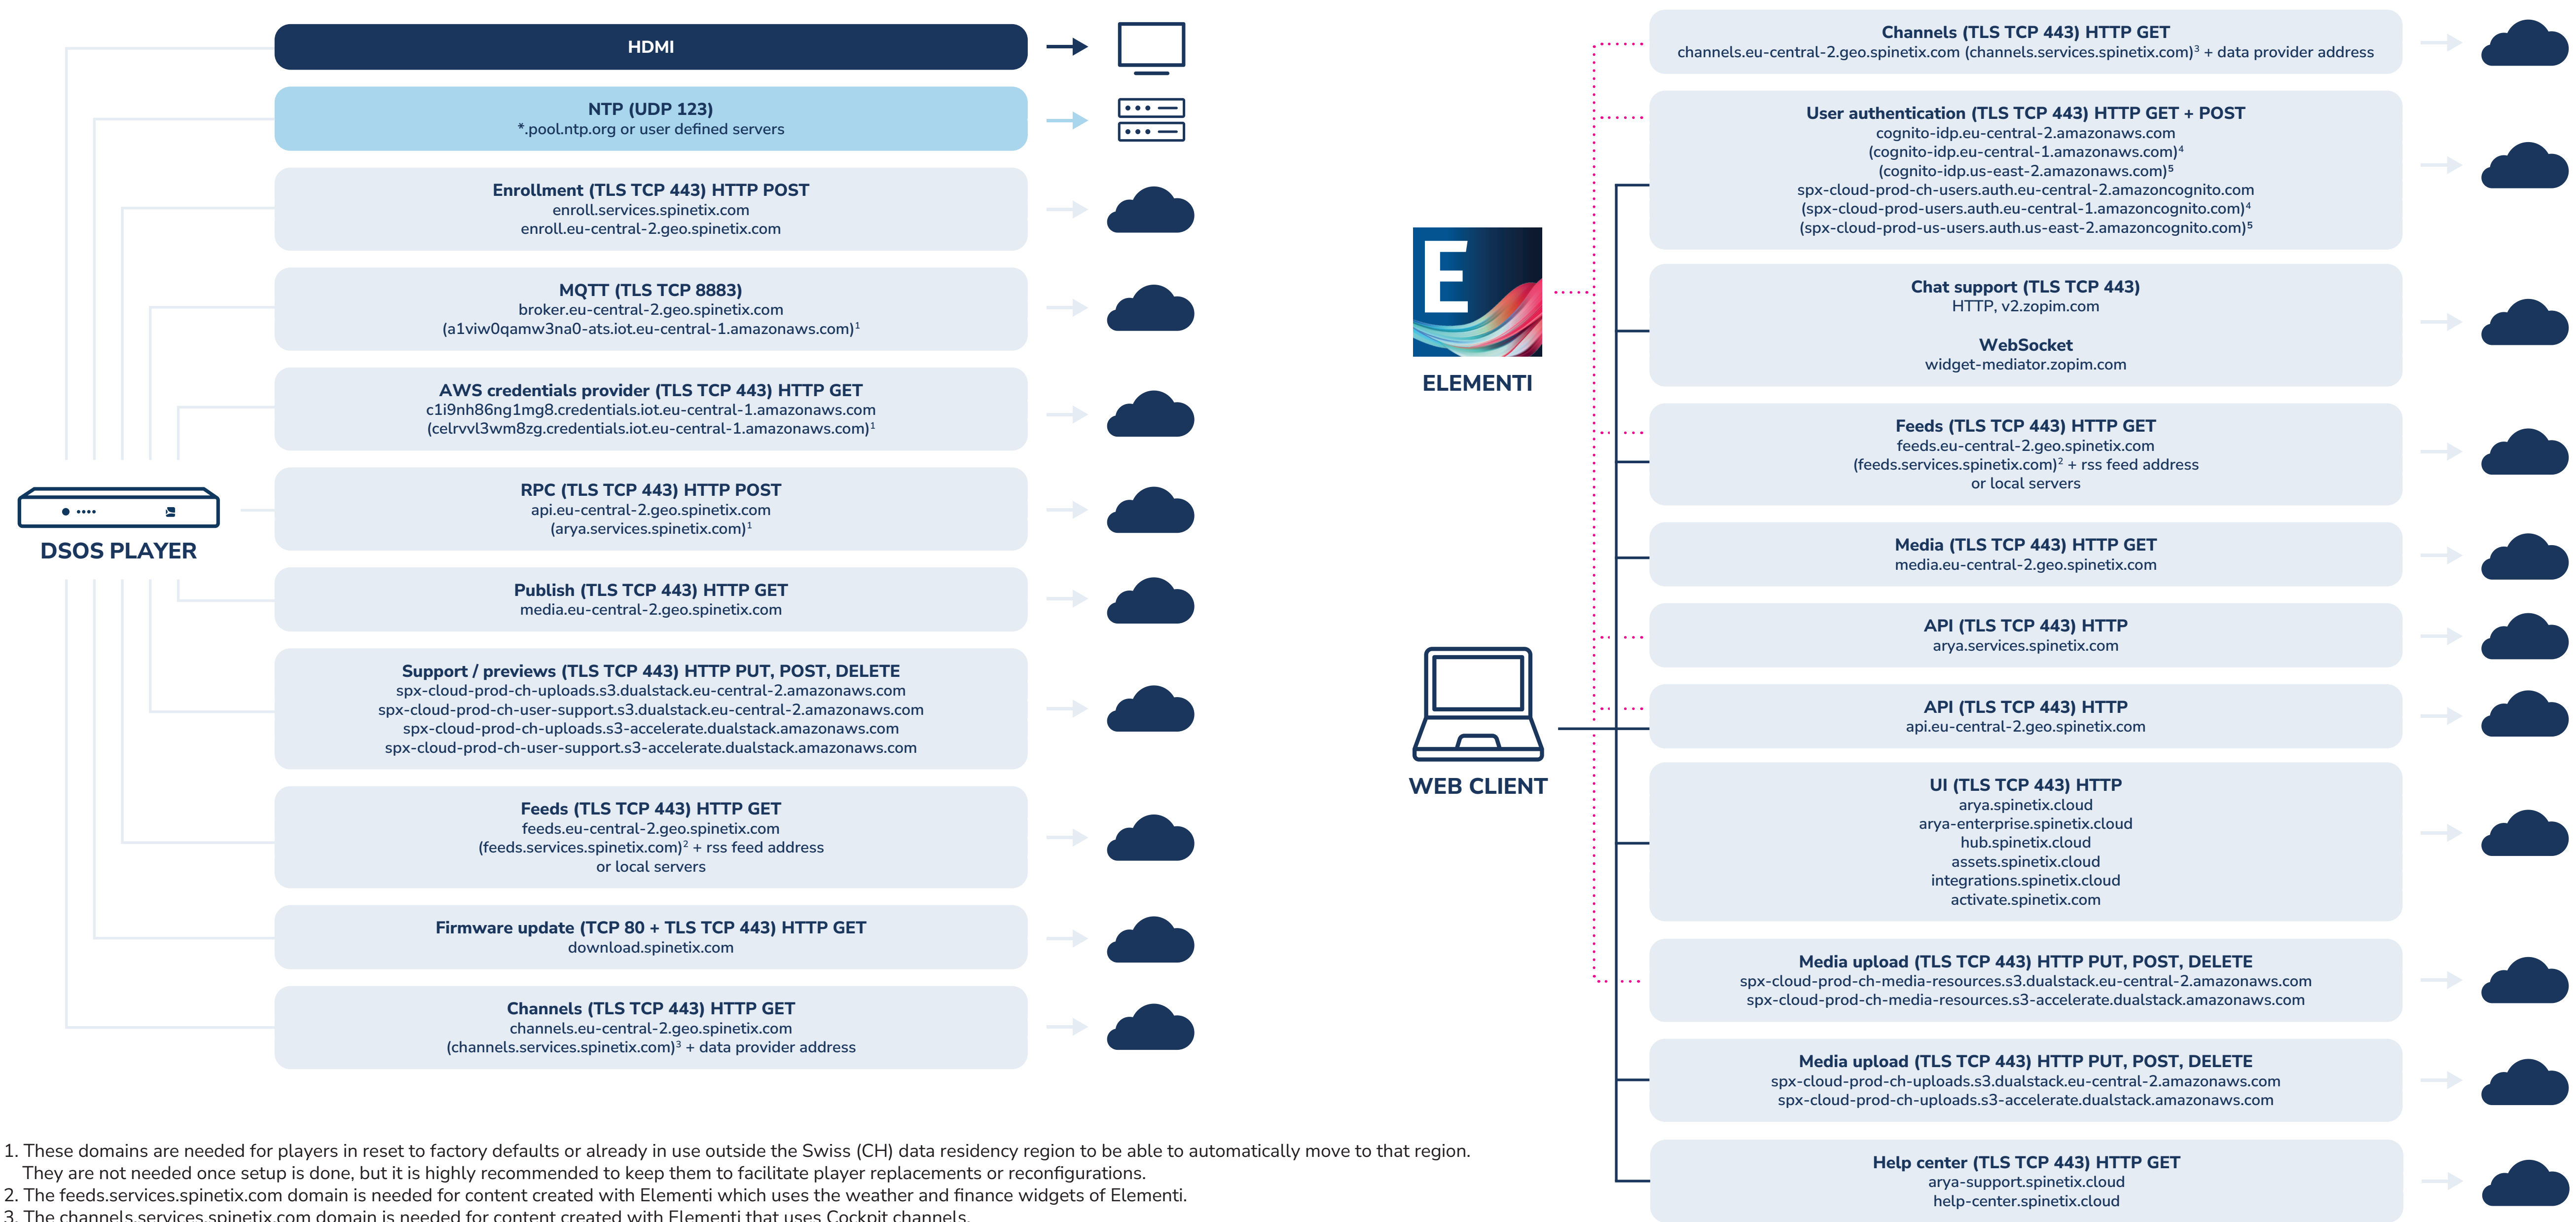 HDMI
NTP (UDP 123)
*.pool.ntp.org or user defined servers
Enrollment (TLS TCP 443) HTTP POST
enroll.services.spinetix.com
enroll.eu-central-2.geo.spinetix.com
MQTT (TLS TCP 8883)
broker.eu-central-2.geo.spinetix.com
(a1viw0qamw3na0-ats.iot.eu-central-1.amazonaws.com)¹
AWS credentials provider (TLS TCP 443) HTTP GET
c1i9nh86ng1mg8.credentials.iot.eu-central-1.amazonaws.com
(celrvvl3wm8zg.credentials.iot.eu-central-1.amazonaws.com)¹
RPC (TLS TCP 443) HTTP POST
api.eu-central-2.geo.spinetix.com
(arya.services.spinetix.com)¹
DSOS PLAYER
Publish (TLS TCP 443) HTTP GET
media.eu-central-2.geo.spinetix.com
Support / previews (TLS TCP 443) HTTP PUT, POST, DELETE
spx-cloud-prod-ch-uploads.s3.dualstack.eu-central-2.amazonaws.com
spx-cloud-prod-ch-user-support.s3.dualstack.eu-central-2.amazonaws.com
spx-cloud-prod-ch-uploads.s3-accelerate.dualstack.amazonaws.com
spx-cloud-prod-ch-user-support.s3-accelerate.dualstack.amazonaws.com
Feeds (TLS TCP 443) HTTP GET
feeds.eu-central-2.geo.spinetix.com
(feeds.services.spinetix.com)² + rss feed address
or local servers
Firmware update (TCP 80 + TLS TCP 443) HTTP GET
download.spinetix.com
Channels (TLS TCP 443) HTTP GET
channels.eu-central-2.geo.spinetix.com
(channels.services.spinetix.com)³ + data provider address
Channels (TLS TCP 443) HTTP GET
channels.eu-central-2.geo.spinetix.com (channels.services.spinetix.com)³ + data provider address
User authentication (TLS TCP 443) HTTP GET + POST
cognito-idp.eu-central-2.amazonaws.com
(cognito-idp.eu-central-1.amazonaws.com)⁴
(cognito-idp.us-east-2.amazonaws.com)⁵
spx-cloud-prod-ch-users.auth.eu-central-2.amazoncognito.com
(spx-cloud-prod-users.auth.eu-central-1.amazoncognito.com)⁴
(spx-cloud-prod-us-users.auth.us-east-2.amazoncognito.com)⁵
E
ELEMENTI
Chat support (TLS TCP 443)
HTTP, v2.zopim.com
WebSocket
widget-mediator.zopim.com
Feeds (TLS TCP 443) HTTP GET
feeds.eu-central-2.geo.spinetix.com
(feeds.services.spinetix.com)² + rss feed address
or local servers
Media (TLS TCP 443) HTTP GET
media.eu-central-2.geo.spinetix.com
API (TLS TCP 443) HTTP
arya.services.spinetix.com
API (TLS TCP 443) HTTP
api.eu-central-2.geo.spinetix.com
WEB CLIENT
UI (TLS TCP 443) HTTP
arya.spinetix.cloud
arya-enterprise.spinetix.cloud
hub.spinetix.cloud
assets.spinetix.cloud
integrations.spinetix.cloud
activate.spinetix.com
Media upload (TLS TCP 443) HTTP PUT, POST, DELETE
spx-cloud-prod-ch-media-resources.s3.dualstack.eu-central-2.amazonaws.com
spx-cloud-prod-ch-media-resources.s3-accelerate.dualstack.amazonaws.com
Media upload (TLS TCP 443) HTTP PUT, POST, DELETE
spx-cloud-prod-ch-uploads.s3.dualstack.eu-central-2.amazonaws.com
spx-cloud-prod-ch-uploads.s3-accelerate.dualstack.amazonaws.com
Help center (TLS TCP 443) HTTP GET
arya-support.spinetix.cloud
help-center.spinetix.cloud
1. These domains are needed for players in reset to factory defaults or already in use outside the Swiss (CH) data residency region to be able to automatically move to that region.
They are not needed once setup is done, but it is highly recommended to keep them to facilitate player replacements or reconfigurations.
2. The feeds.services.spinetix.com domain is needed for content created with Elementi which uses the weather and finance widgets of Elementi.
3. The channels.services.spinetix.com domain is needed for content created with Elementi that uses Cockpit channels.